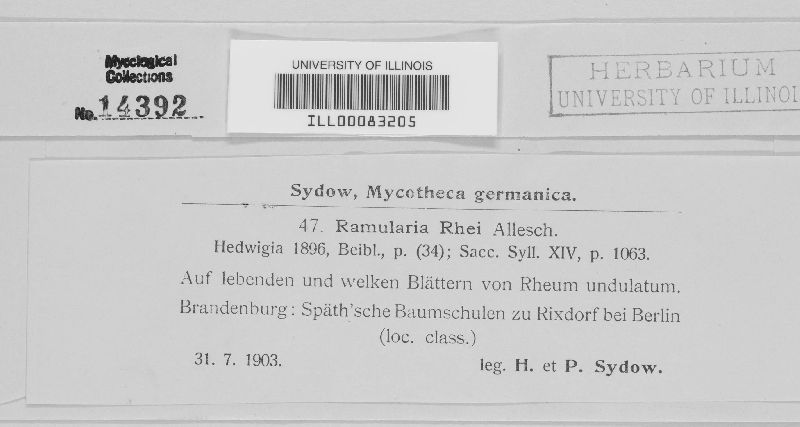 Mycological
Collections
No. 14392
UNIVERSITY OF ILLINOIS
ILL00083205
HERBARIUM
UNIVERSITY OF ILLINOI
Sydow, Mycotheca germanica.
47. Ramularia Rhei Allesch.
Hedwigia 1896, Beibl., p. (34); Sacc. Syll. XIV, p. 1063.
Auf lebenden und welken Blättern von Rheum undulatum.
Brandenburg: Späth'sche Baumschulen zu Rixdorf bei Berlin
(loc. class.)
31. 7. 1903.
leg. H. et P. Sydow.